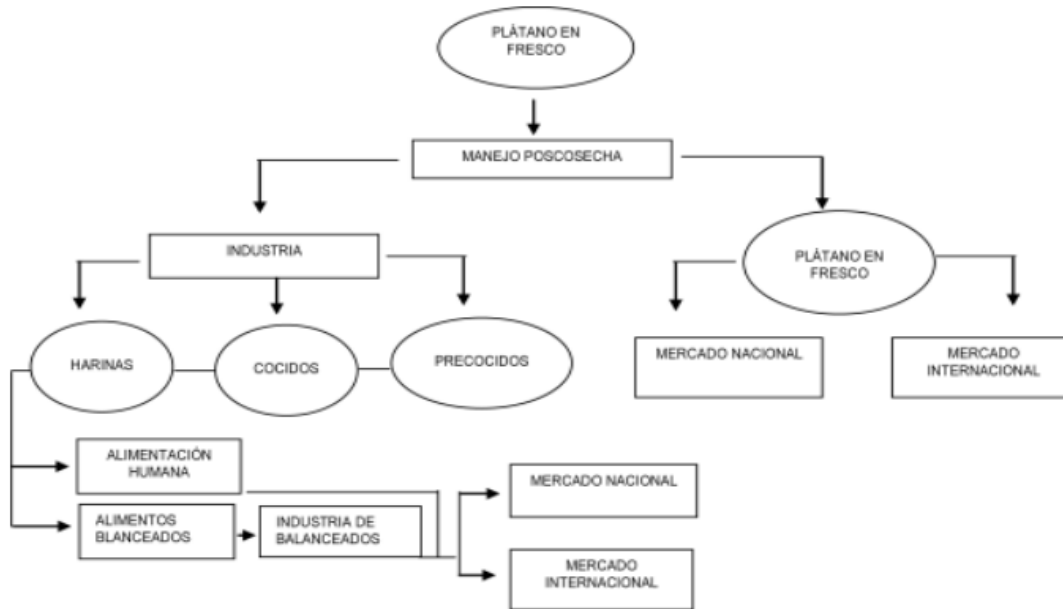 PLÀTANO EN
FRESCO
MANEJO POSCOSECHA
INDUSTRIA
PLÁTANO EN
FRESCO
HARINAS
COCIDOS
PRECOCIDOS
MERCADO NACIONAL
MERCADO
INTERNACIONAL
ALIMENTACIÓN
HUMANA
ALIMENTOS
BLANCEADOS
INDUSTRIA DE
BALANCEADOS
MERCADO NACIONAL
MERCADO
INTERNACIONAL